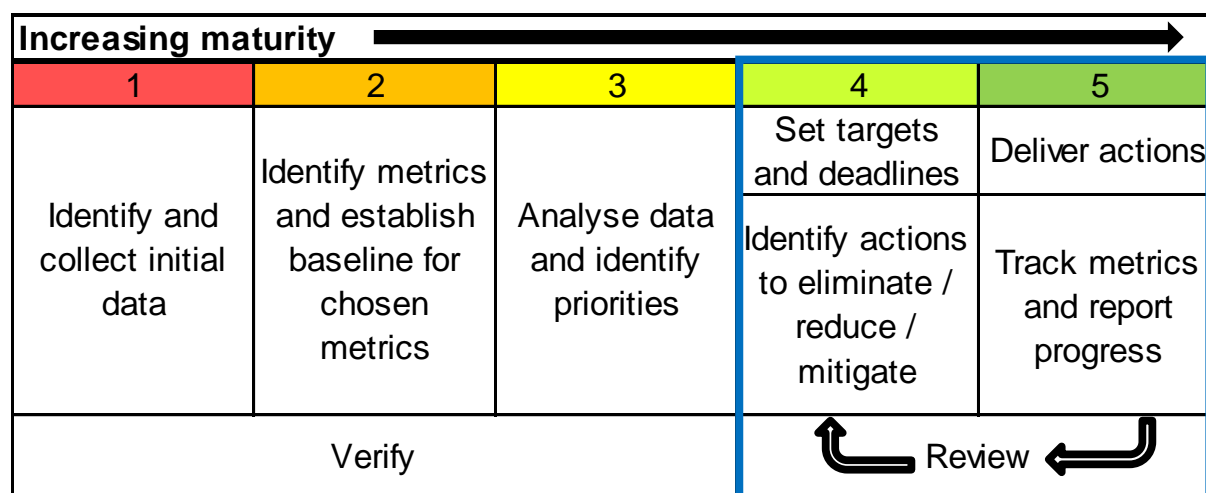 Increasing maturity
1
2
3
4
5
Identify and
collect initial
data
Identify metrics
and establish
baseline for
chosen
metrics
Analyse data
and identify
priorities
Set targets
and deadlines
Identify actions
to eliminate /
reduce /
mitigate
Deliver actions
Track metrics
and report
progress
Verify
Review